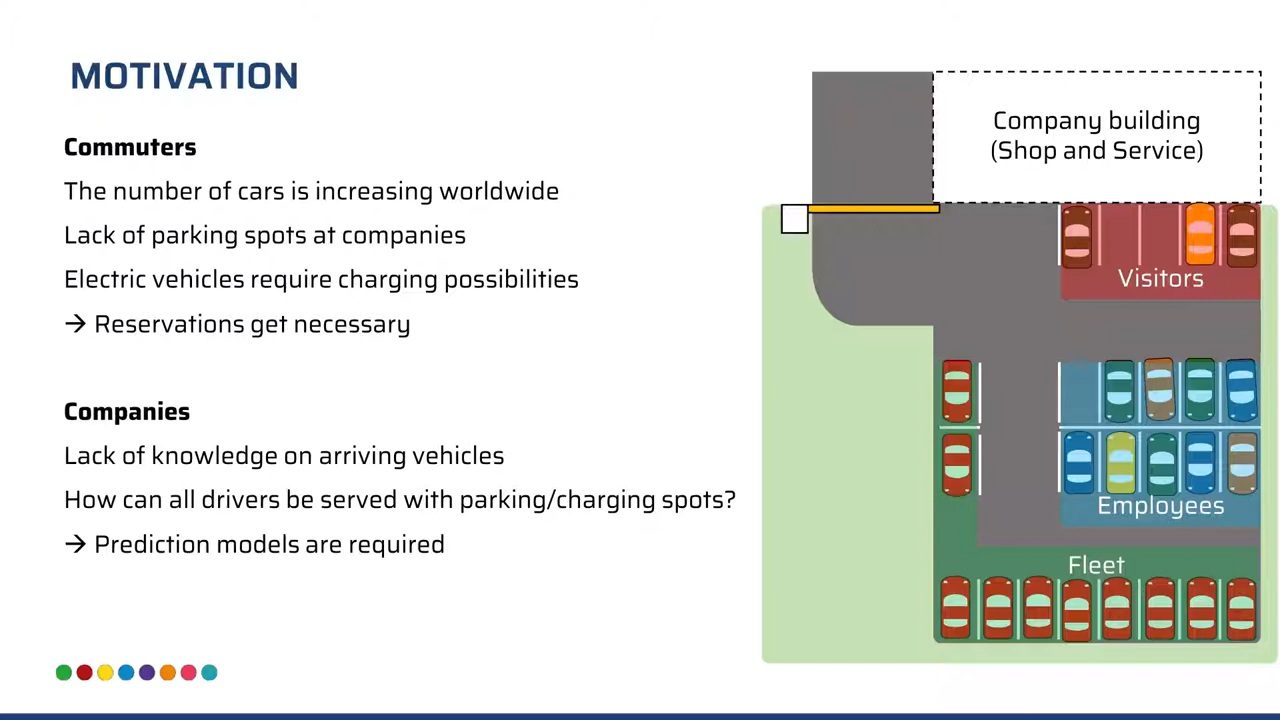 MOTIVATION
Commuters
The number of cars is increasing worldwide
Lack of parking spots at companies
Electric vehicles require charging possibilities
→ Reservations get necessary
Companies
Lack of knowledge on arriving vehicles
How can all drivers be served with parking/charging spots?
→ Prediction models are required
Company building
(Shop and Service)
Visitors
Employees
Fleet